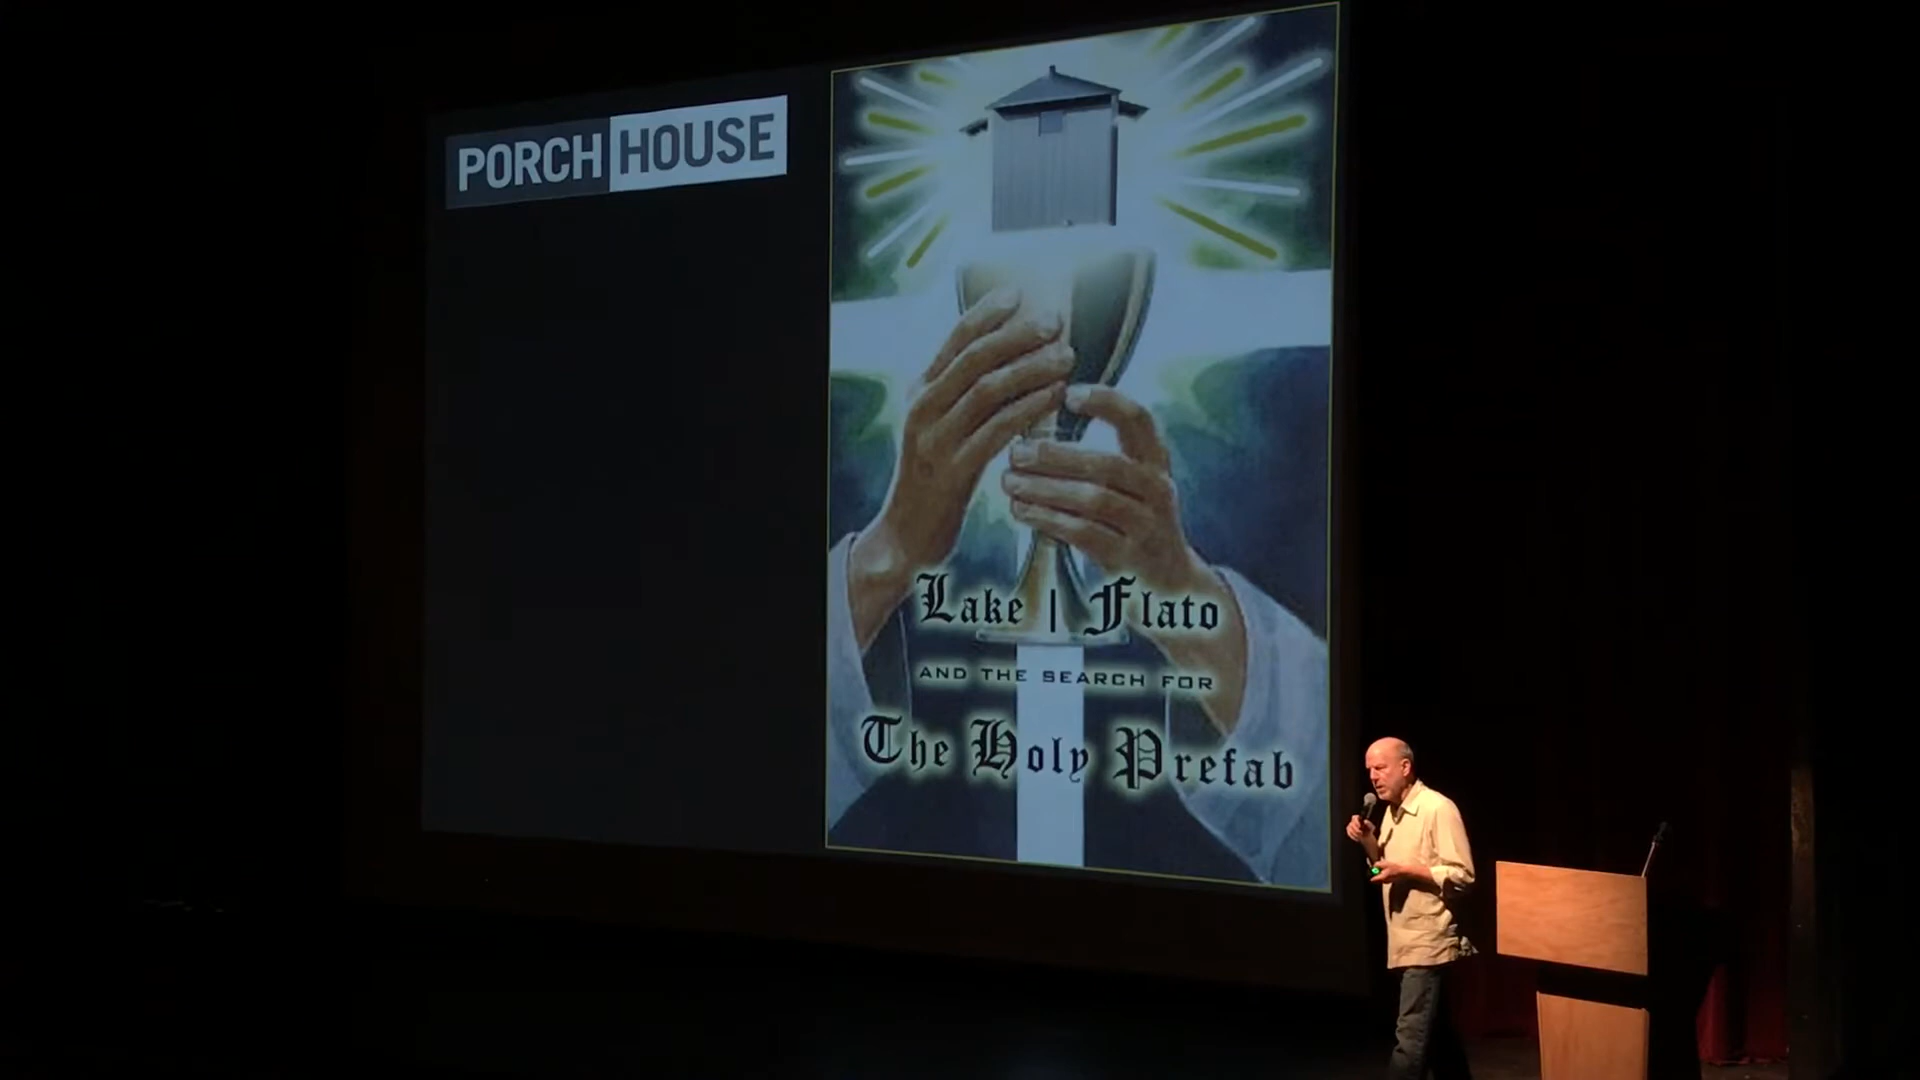 PORCH HOUSE
Lake | Flato
AND THE SEARCH FOR
The Holy Prefab